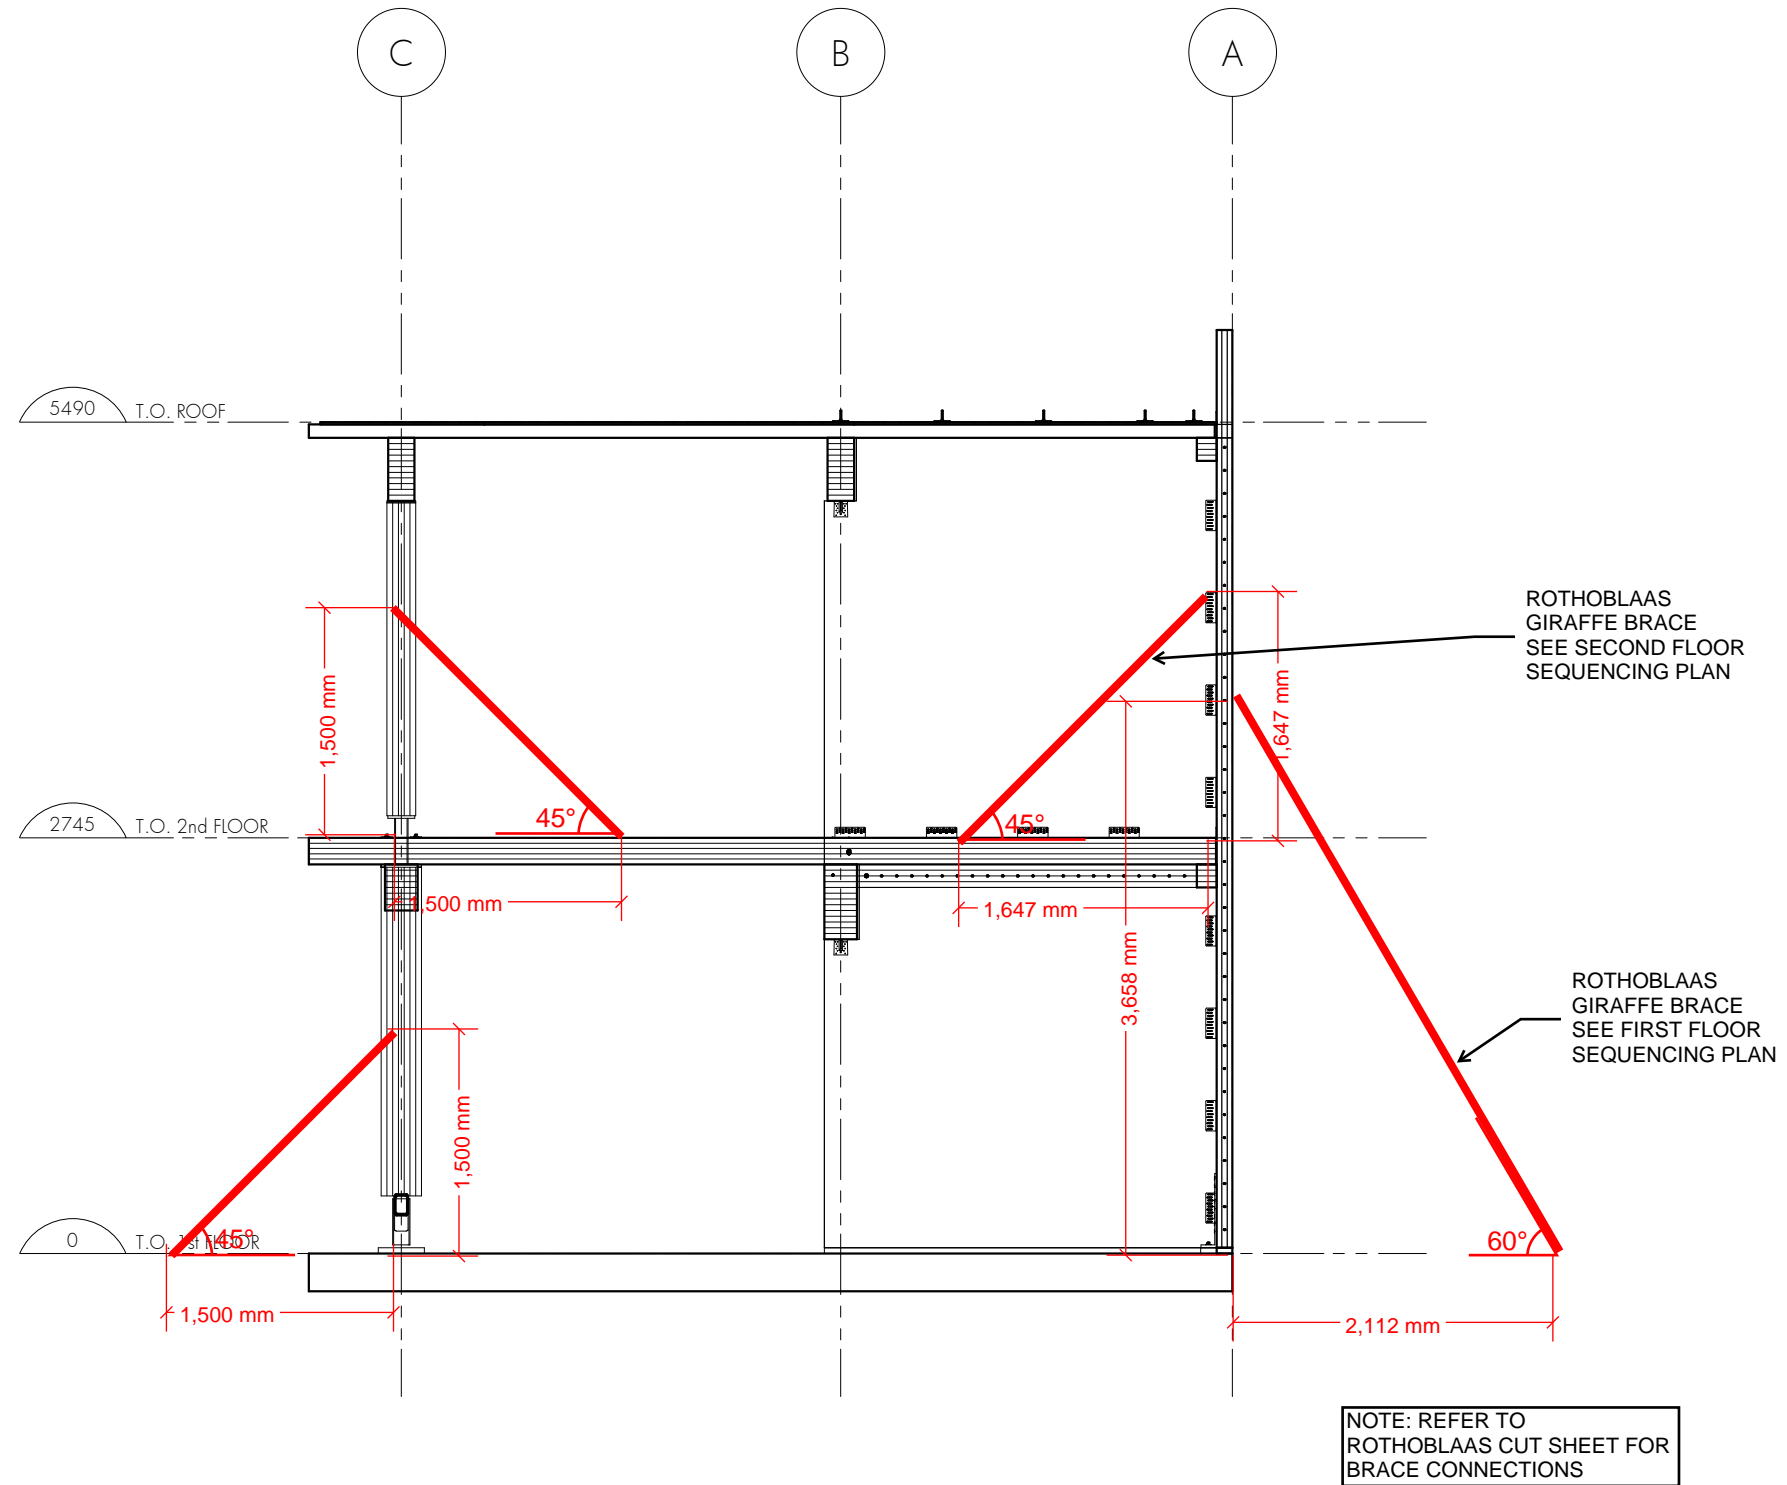 C
B
A
5490
T.O. ROOF
ROTHOBLAAS
GIRAFFE BRACE
SEE SECOND FLOOR
SEQUENCING PLAN
1,500 mm
1,647 mm
2745
T.O. 2nd FLOOR
45°
45°
1,500 mm
1,647 mm
3,658 mm
ROTHOBLAAS
GIRAFFE BRACE
SEE FIRST FLOOR
SEQUENCING PLAN
1,500 mm
0
T.O. 1st FLOOR
45°
60°
1,500 mm
2,112 mm
NOTE: REFER TO
ROTHOBLAAS CUT SHEET FOR
BRACE CONNECTIONS